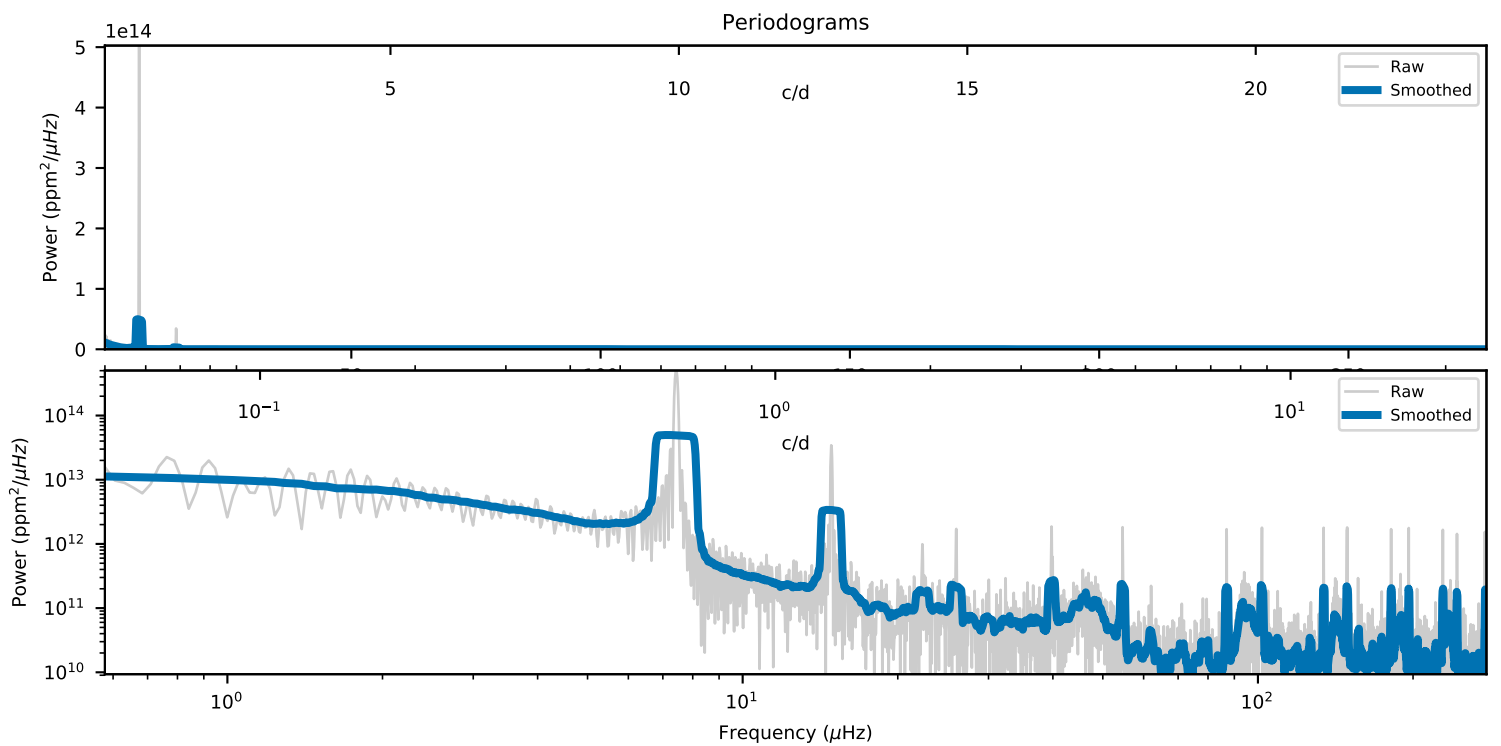 Periodograms
1e14
5
4
3
2
1
0
Power (ppm²/μHz)
5
10
15
20
c/d
Raw
Smoothed
10¹⁴
10¹³
10¹²
10¹¹
10¹⁰
Power (ppm²/μHz)
10⁻¹
10⁰
10¹
c/d
Raw
Smoothed
10⁰
10¹
10²
Frequency (μHz)